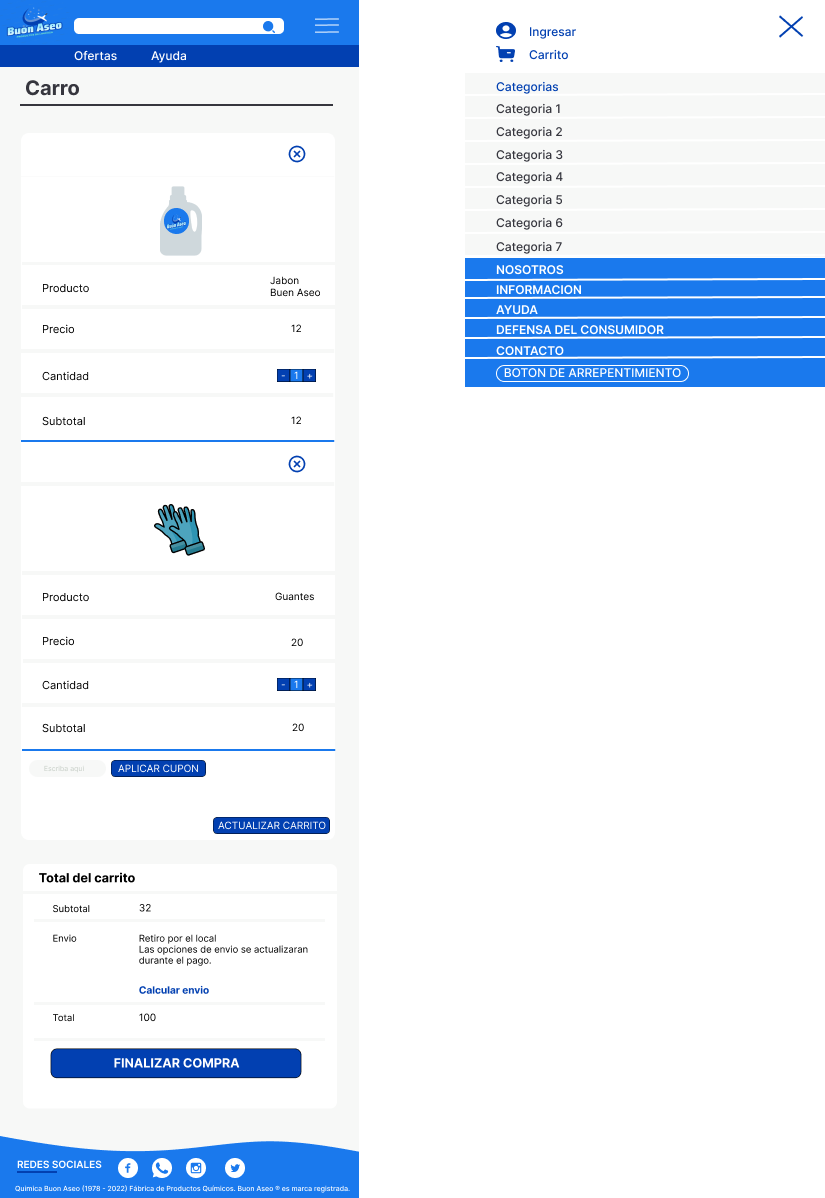 Buon Aseo
Ofertas
Ayuda
Carro
Buon Aseo
Producto
Jabon
Buen Aseo
Precio
12
Cantidad
- 1 +
Subtotal
12
Producto
Guantes
Precio
20
Cantidad
- 1 +
Subtotal
20
Escriba aqui
APLICAR CUPON
ACTUALIZAR CARRITO
Total del carrito
Subtotal
32
Envio
Retiro por el local
Las opciones de envio se actualizaran
durante el pago.
Calcular envio
Total
100
FINALIZAR COMPRA
REDES SOCIALES
Quimica Buon Aseo (1978 - 2022) Fábrica de Productos Químicos. Buon Aseo ® es marca registrada.
Ingresar
Carrito
Categorias
Categoria 1
Categoria 2
Categoria 3
Categoria 4
Categoria 5
Categoria 6
Categoria 7
NOSOTROS
INFORMACION
AYUDA
DEFENSA DEL CONSUMIDOR
CONTACTO
BOTON DE ARREPENTIMIENTO